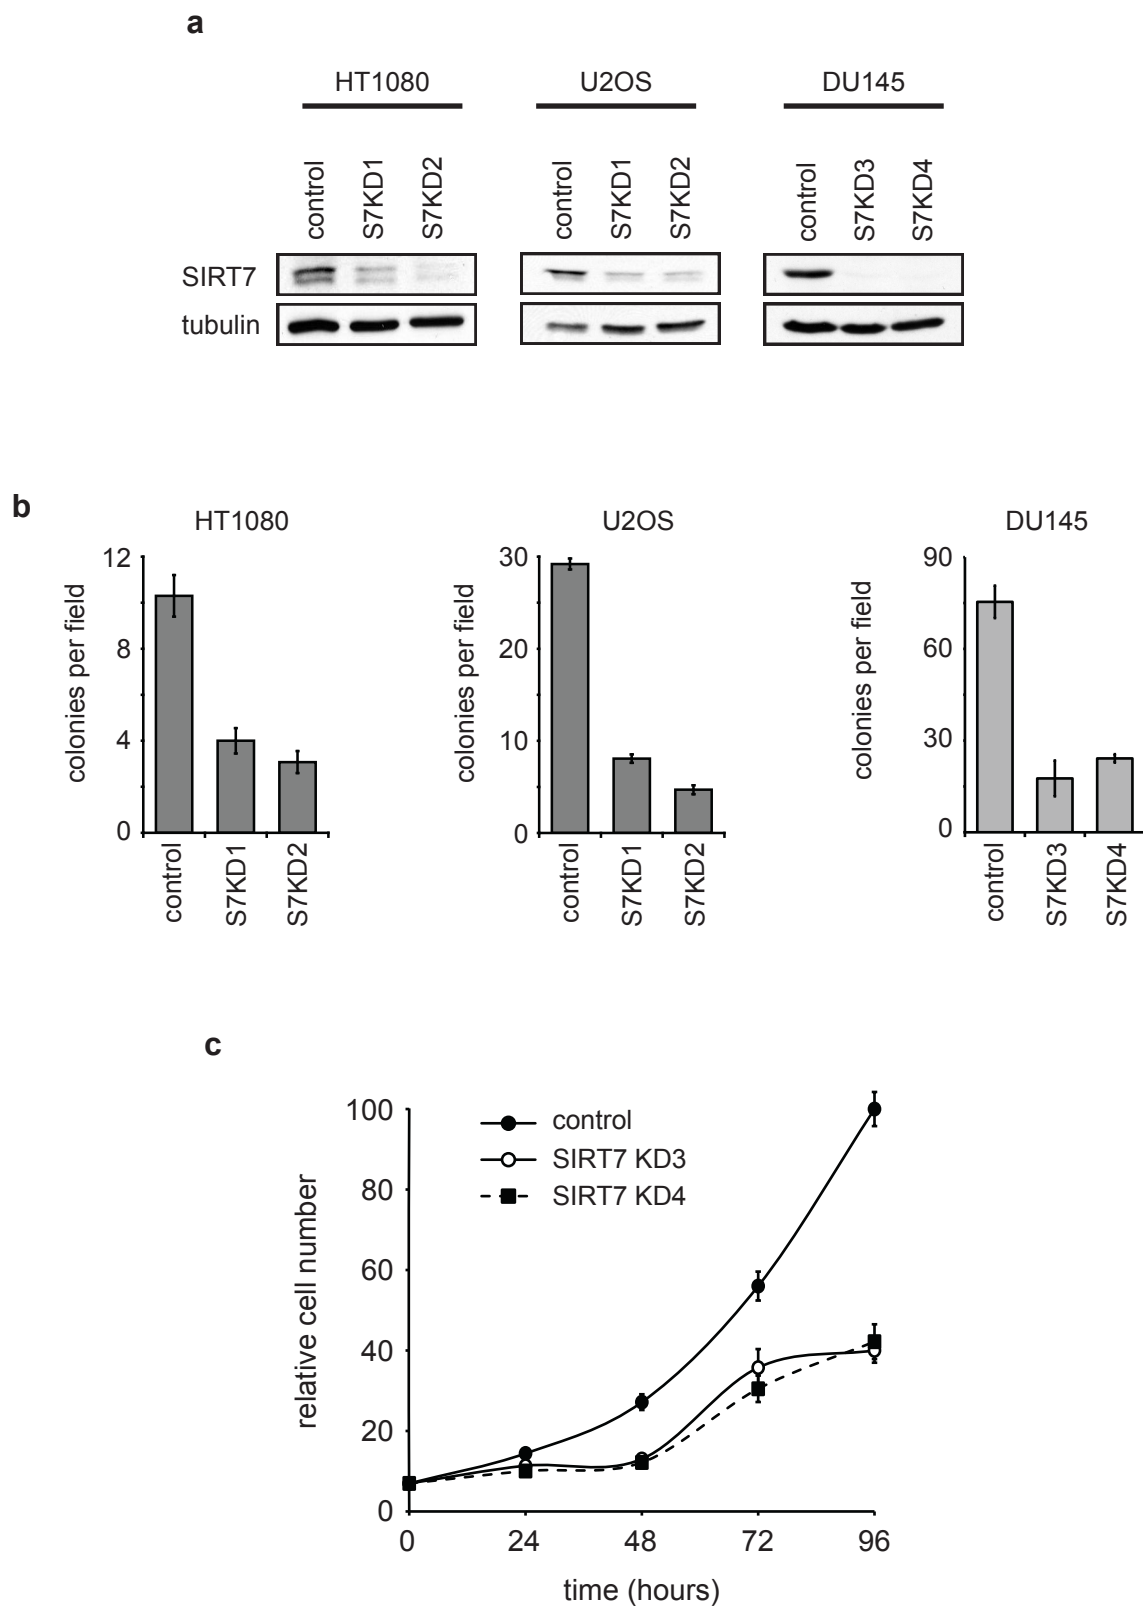 a
HT1080 U2OS DU145
control S7KD1 S7KD2 control S7KD1 S7KD2 control S7KD3 S7KD4
SIRT7
tubulin
b
HT1080
colonies per field
12
8
4
0
control S7KD1 S7KD2
U2OS
colonies per field
30
20
10
0
control S7KD1 S7KD2
DU145
colonies per field
90
60
30
0
control S7KD3 S7KD4
c
relative cell number
100
80
60
40
20
0
control
SIRT7 KD3
SIRT7 KD4
0 24 48 72 96
time (hours)